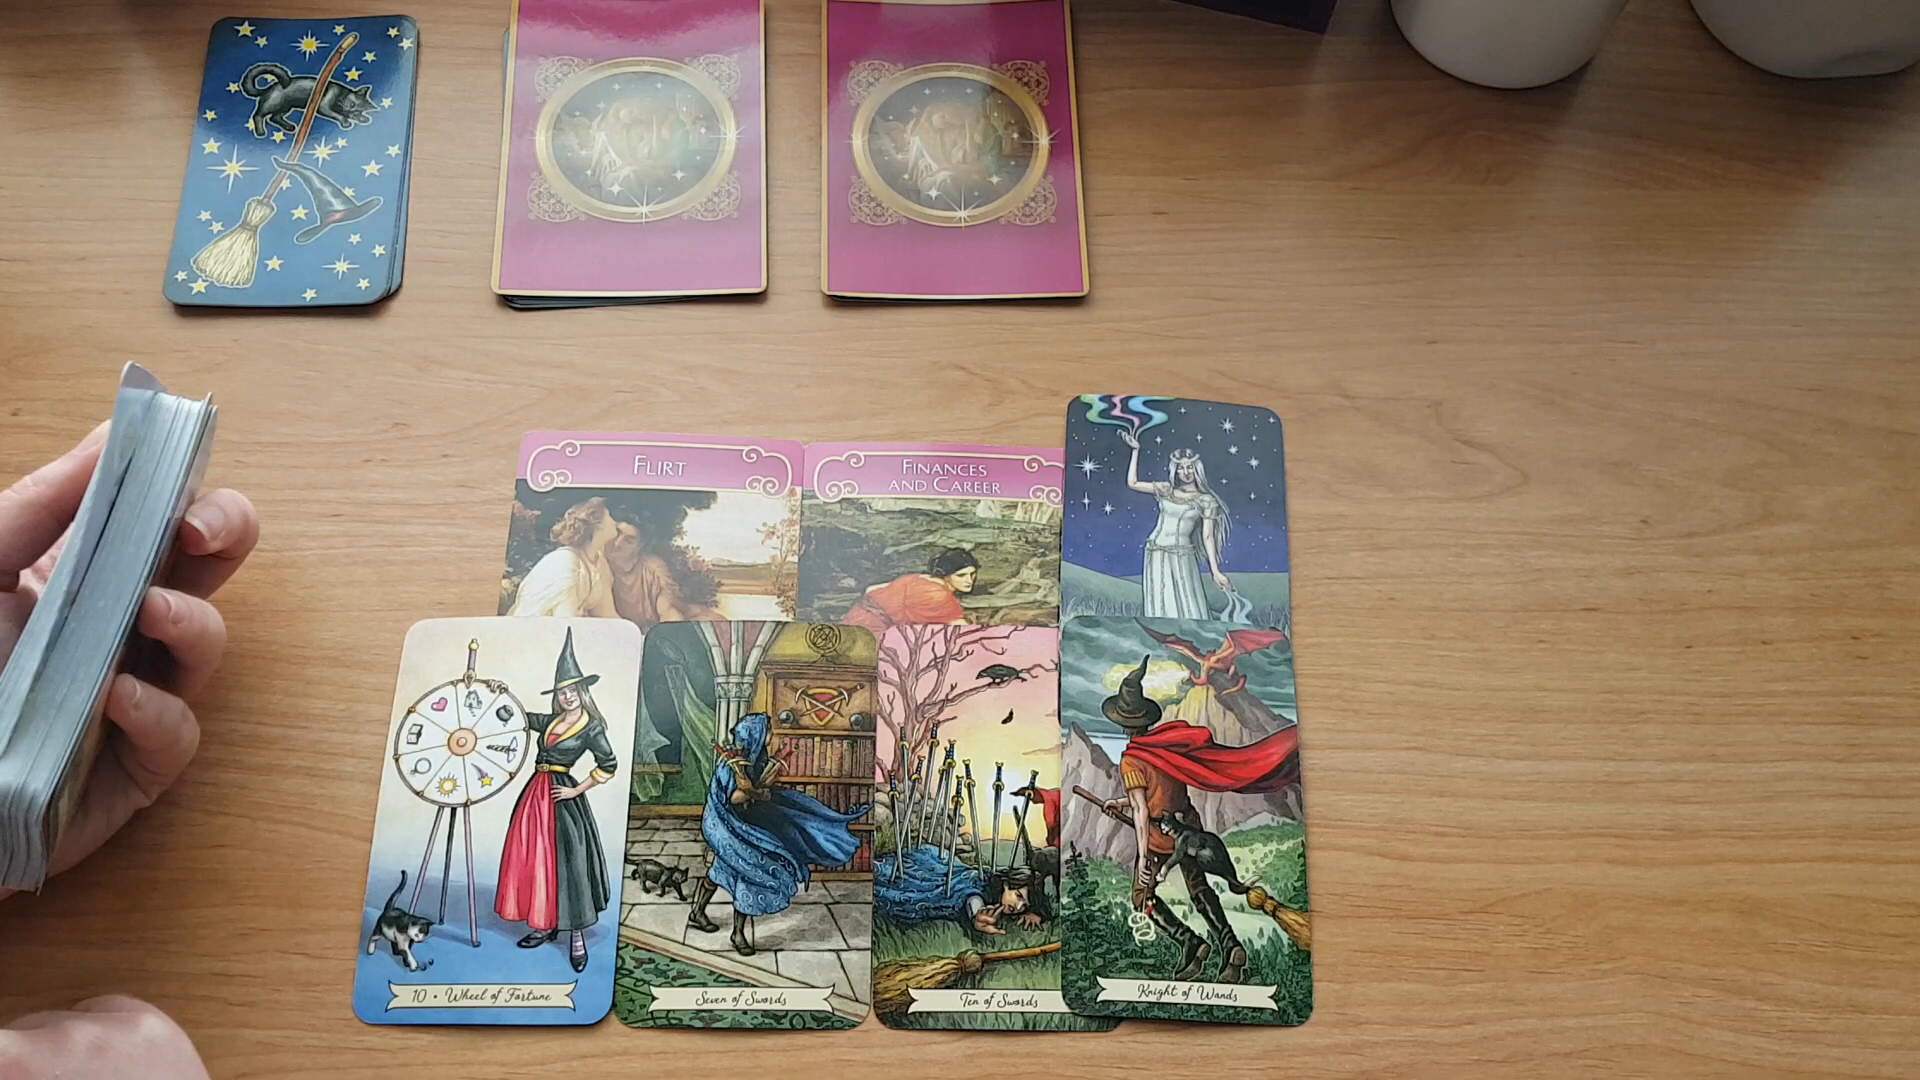 FLIRT
FINANCES
AND CAREER
10 • Wheel of Fortune
Seven of Swords
Ten of Swords
Knight of Wands